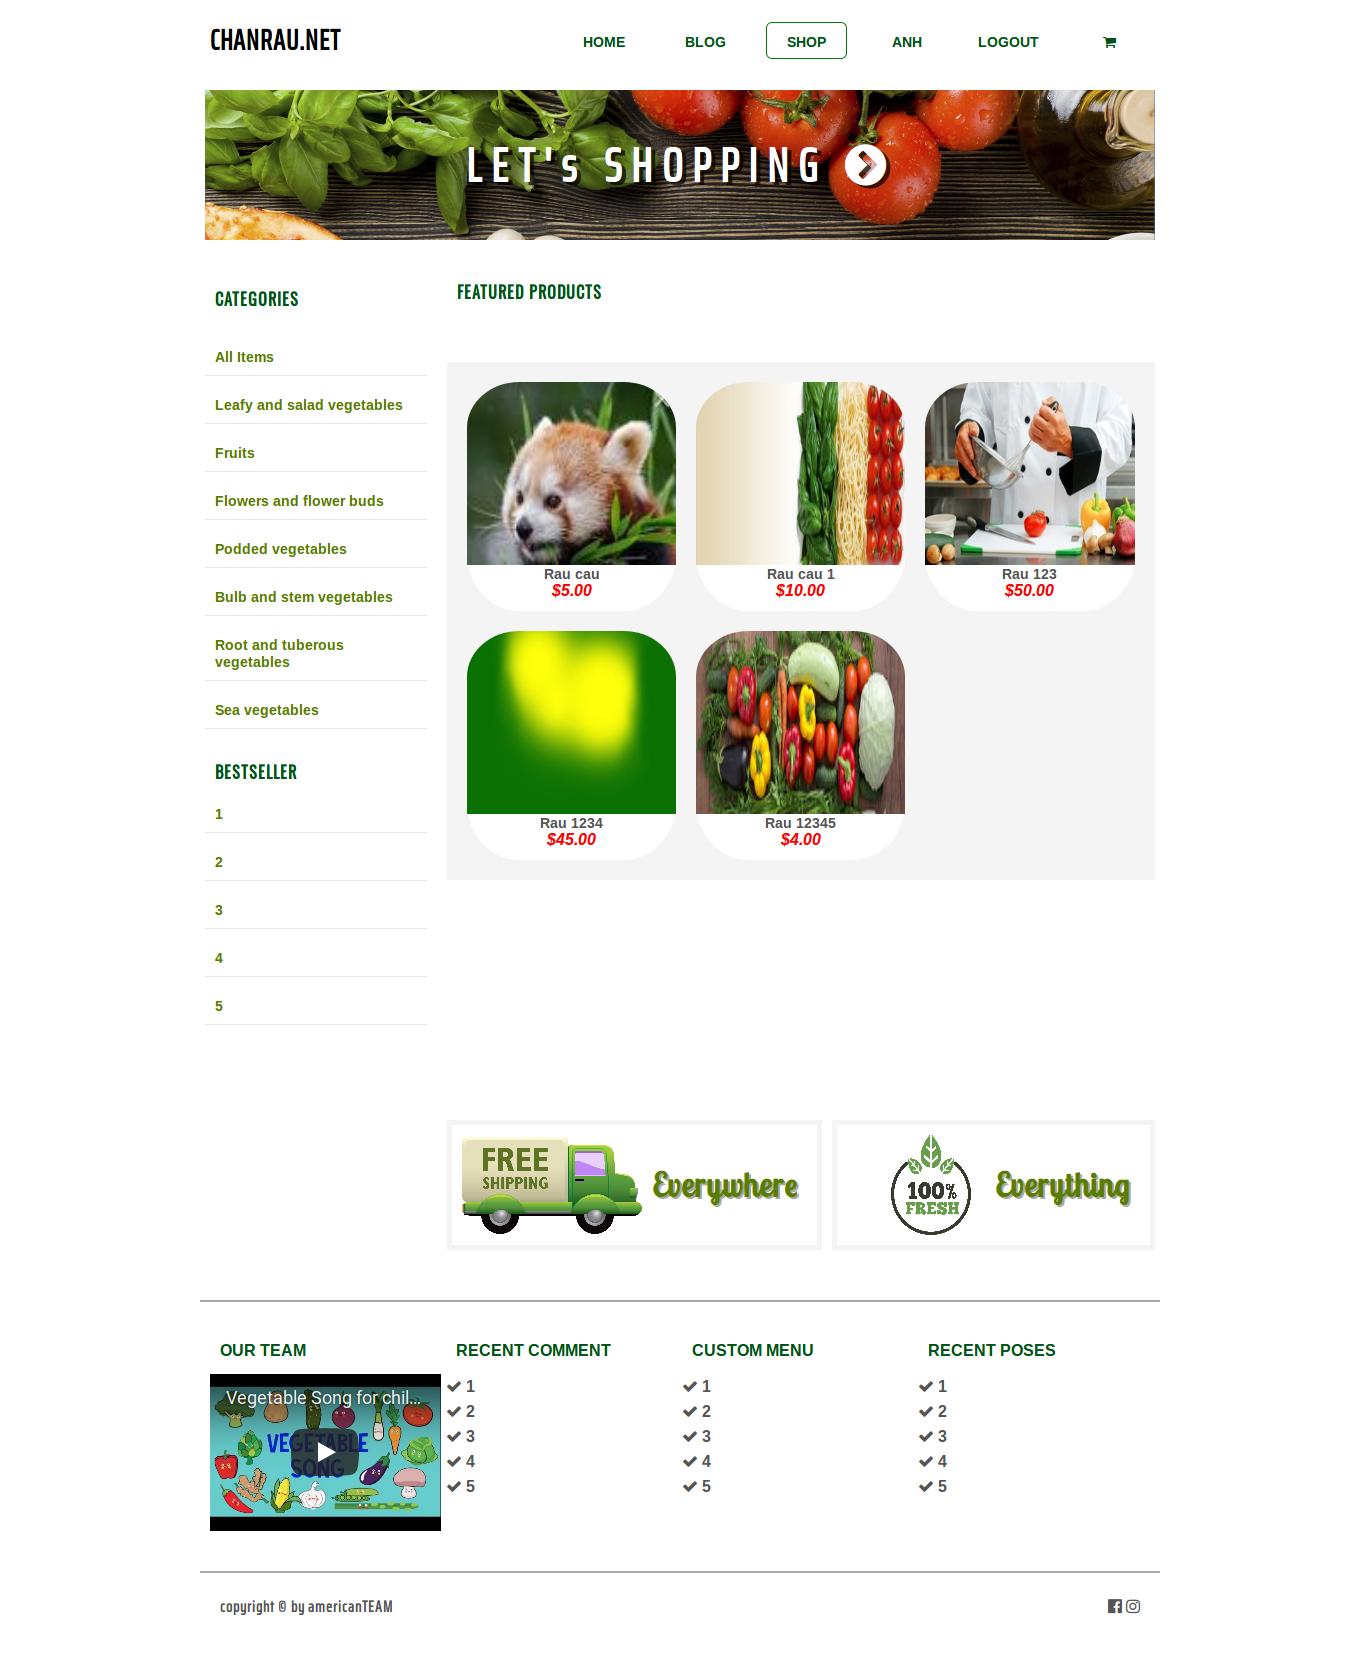 CHANRAU.NET
HOME
BLOG
SHOP
ANH
LOGOUT
LET's SHOPPING
CATEGORIES
All Items
Leafy and salad vegetables
Fruits
Flowers and flower buds
Podded vegetables
Bulb and stem vegetables
Root and tuberous
vegetables
Sea vegetables
BESTSELLER
1
2
3
4
5
FEATURED PRODUCTS
Rau cau
$5.00
Rau cau 1
$10.00
Rau 123
$50.00
Rau 1234
$45.00
Rau 12345
$4.00
FREE
SHIPPING
Everywhere
100%
FRESH
Everything
OUR TEAM
Vegetable Song for chil...
VEGETABLE
SONG
RECENT COMMENT
1
2
3
4
5
CUSTOM MENU
1
2
3
4
5
RECENT POSES
1
2
3
4
5
copyright © by americanTEAM